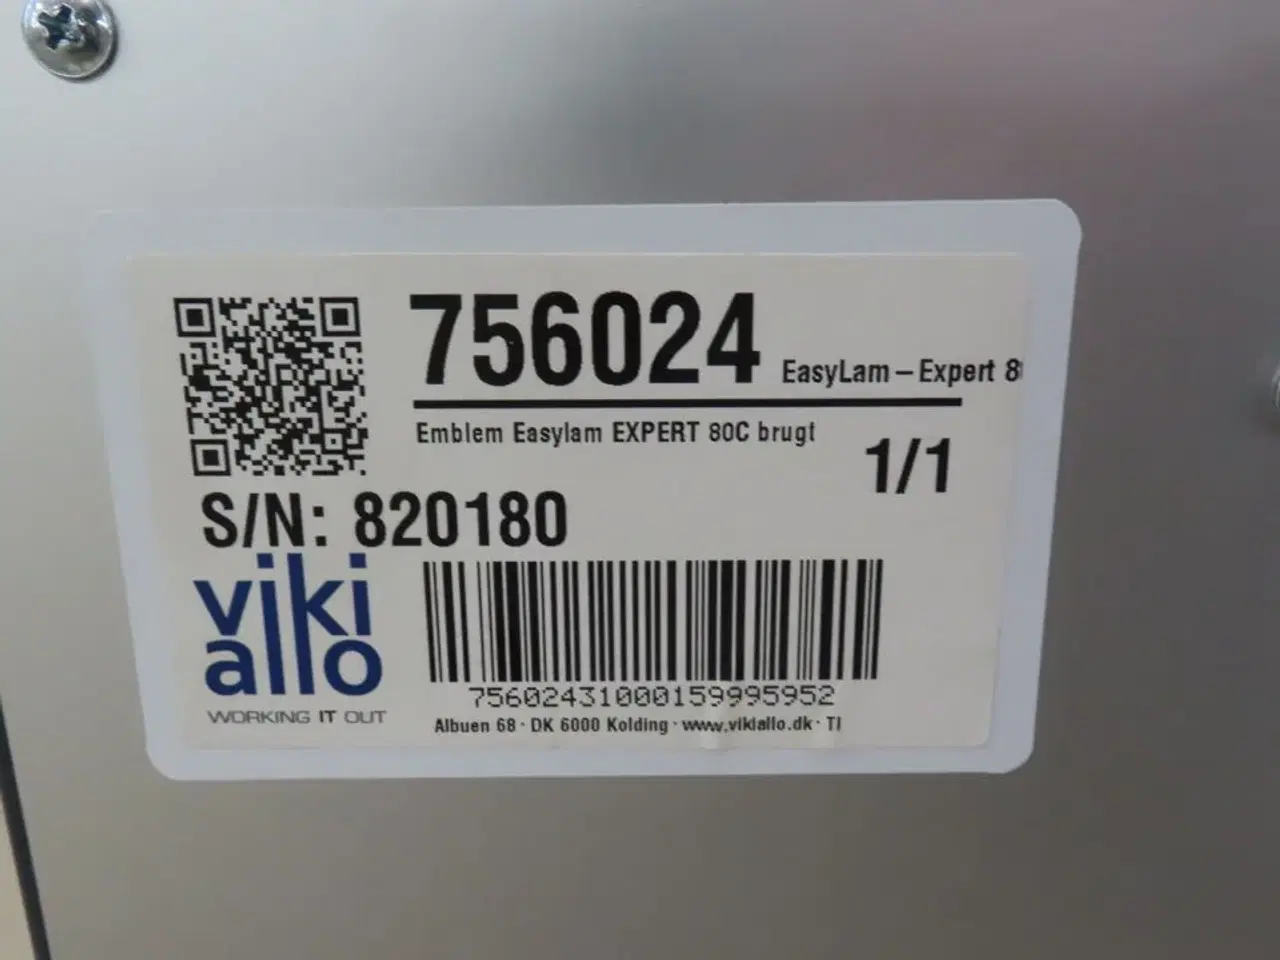 756024 EasyLam – Expert 8
Emblem Easylam EXPERT 80C brugt
1/1
S/N: 820180
viki
allo
WORKING IT OUT
756024310000159995952
Albuen 68 · DK 6000 Kolding · www.vikiallo.dk · Tl